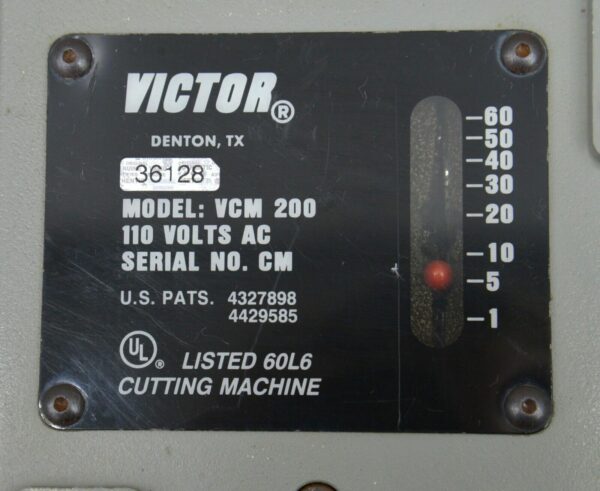 VICTOR®
DENTON, TX
36128
MODEL: VCM 200
110 VOLTS AC
SERIAL NO. CM
U.S. PATS. 4327898
4429585
UL ® LISTED 60L6
CUTTING MACHINE
-60
-50
-40
-30
-20
-10
-5
-1